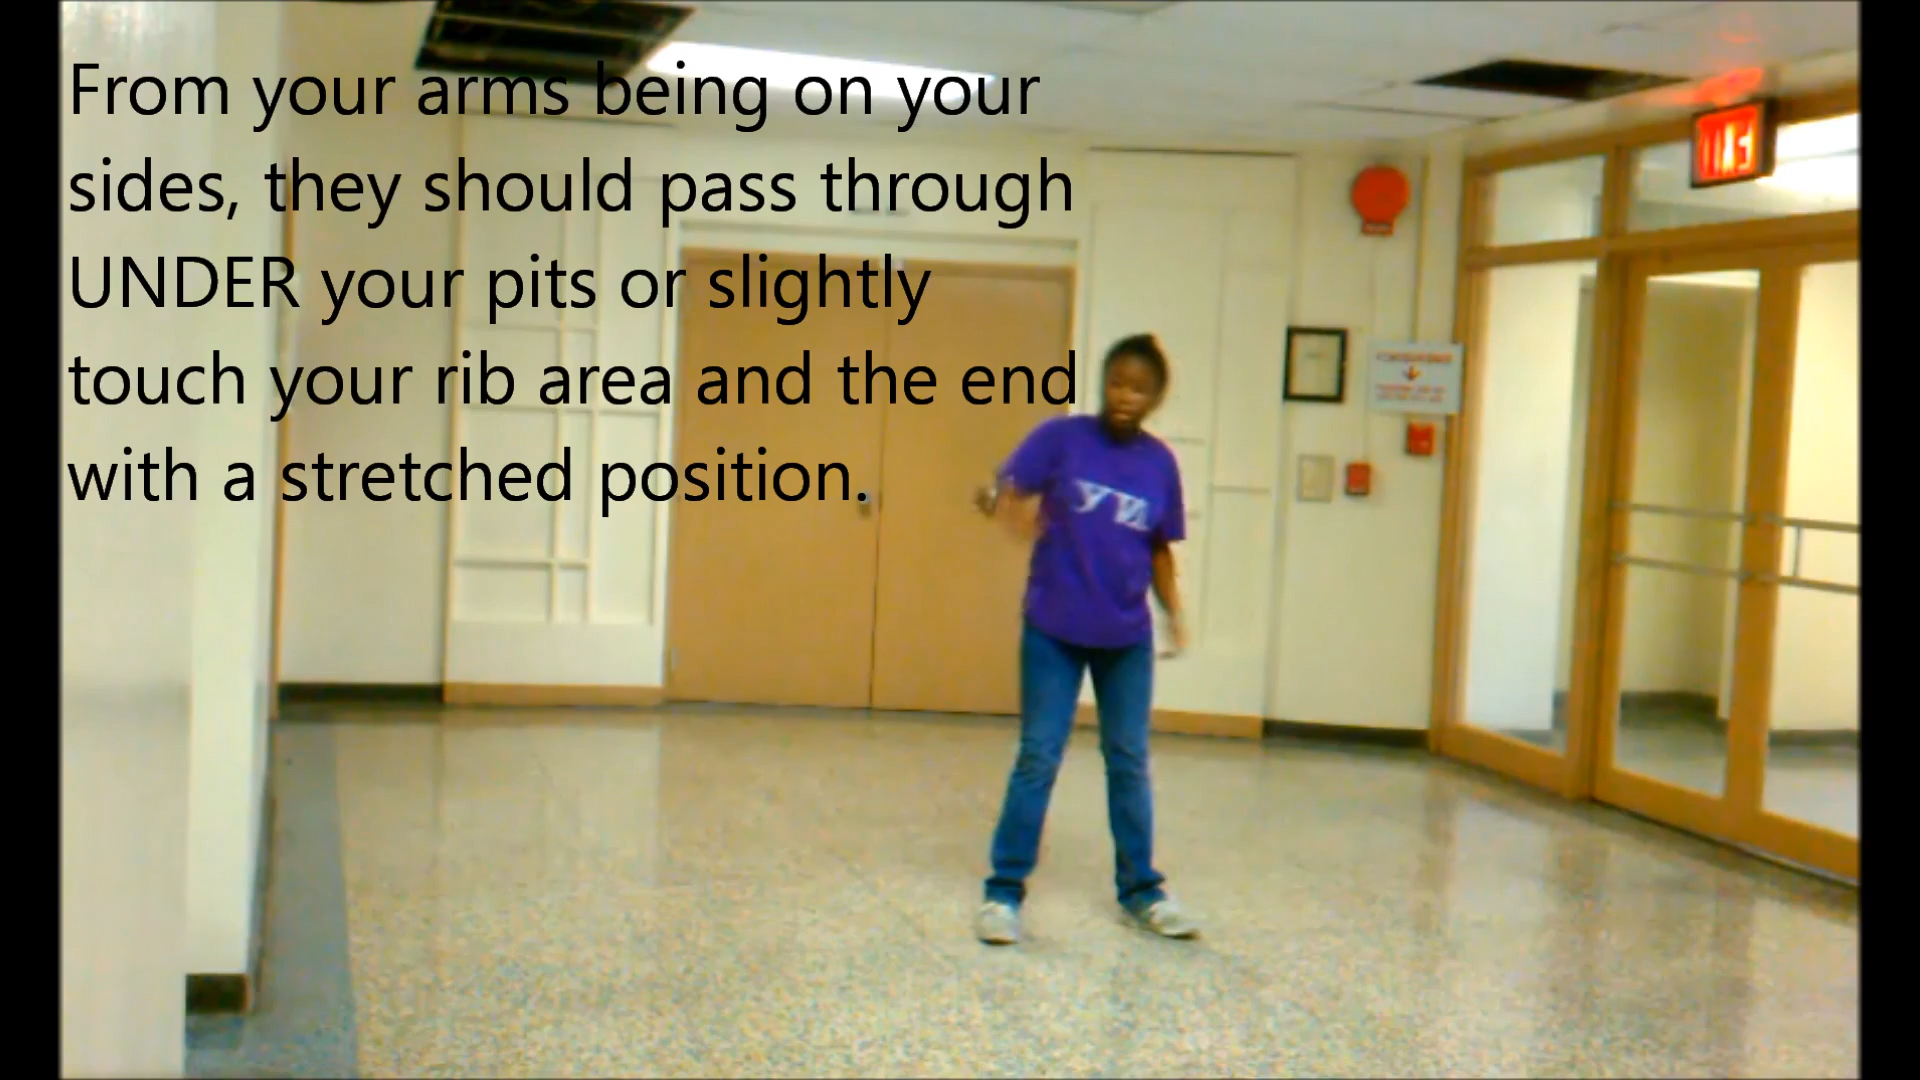 From your arms being on your
sides, they should pass through
UNDER your pits or slightly
touch your rib area and the end
with a stretched position.